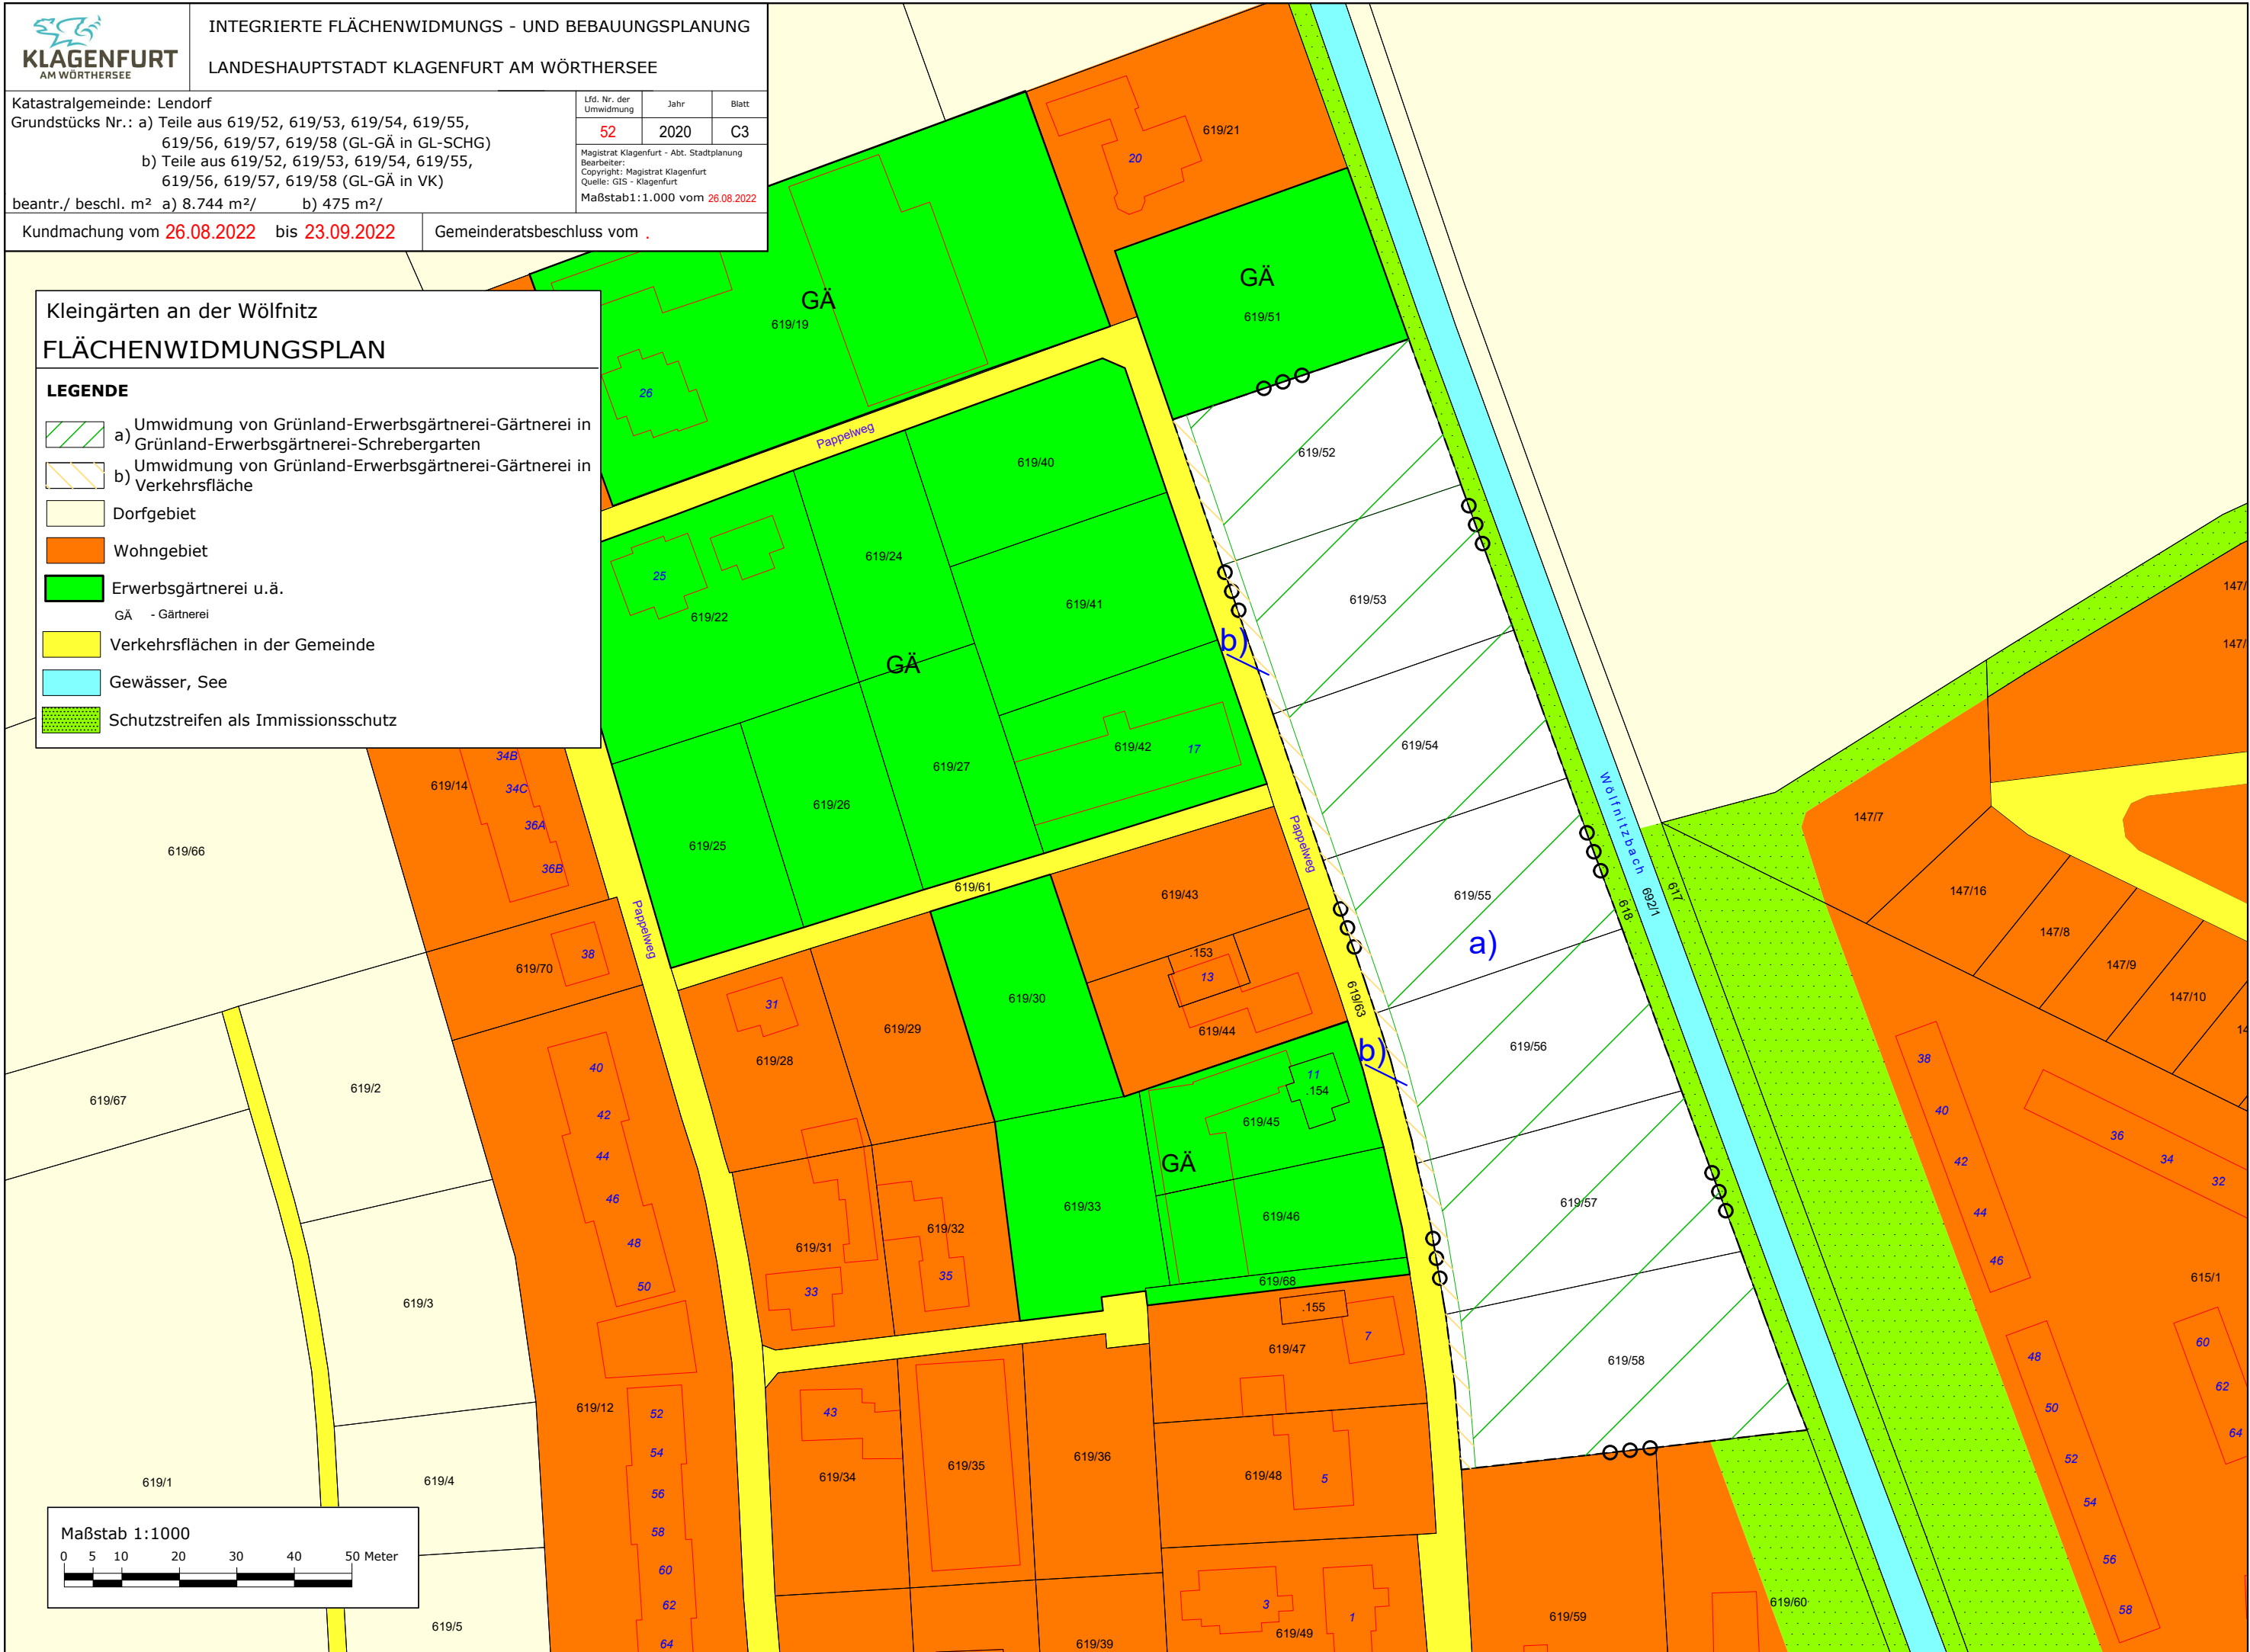 KLAGENFURT
AM WÖRTHERSEE
INTEGRIERTE FLÄCHENWIDMUNGS - UND BEBAUUNGSPLANUNG
LANDESHAUPTSTADT KLAGENFURT AM WÖRTHERSEE
Katastralgemeinde: Lendorf
Grundstücks Nr.: a) Teile aus 619/52, 619/53, 619/54, 619/55,
619/56, 619/57, 619/58 (GL-GÄ in GL-SCHG)
b) Teile aus 619/52, 619/53, 619/54, 619/55,
619/56, 619/57, 619/58 (GL-GÄ in VK)
beantr./ beschl. m² a) 8.744 m²/ b) 475 m²/
Lfd. Nr. der Umwidmung
Jahr
Blatt
52
2020
C3
Magistrat Klagenfurt - Abt. Stadtplanung
Bearbeiter:
Copyright: Magistrat Klagenfurt
Quelle: GIS - Klagenfurt
Maßstab1:1.000 vom 26.08.2022
Kundmachung vom 26.08.2022 bis 23.09.2022
Gemeinderatsbeschluss vom .
Kleingärten an der Wölfnitz
FLÄCHENWIDMUNGSPLAN
LEGENDE
a) Umwidmung von Grünland-Erwerbsgärtnerei-Gärtnerei in
Grünland-Erwerbsgärtnerei-Schrebergarten
b) Umwidmung von Grünland-Erwerbsgärtnerei-Gärtnerei in
Verkehrsfläche
Dorfgebiet
Wohngebiet
Erwerbsgärtnerei u.ä.
GÄ - Gärtnerei
Verkehrsflächen in der Gemeinde
Gewässer, See
Schutzstreifen als Immissionsschutz
619/21
20
GÄ
619/51
GÄ
619/19
26
Pappelweg
619/40
619/52
619/24
25
619/22
619/41
619/53
b)
GÄ
619/42
17
619/54
619/27
619/26
619/25
34B
34C
36A
36B
619/14
619/66
Pappelweg
Wölfnitzbach
692/1
617
618
147/
147/
147/7
147/16
147/8
147/9
147/10
14
619/61
619/43
619/55
a)
Pappelweg
38
619/70
.153
13
619/30
619/44
619/63
31
619/29
619/28
b)
619/56
11
.154
619/45
GÄ
619/33
619/46
619/68
619/57
619/67
619/2
40
42
44
46
48
50
619/31
33
619/32
35
619/3
.155
7
619/47
619/58
38
40
42
44
46
36
34
32
615/1
60
62
64
48
50
52
54
56
58
619/12
52
54
56
58
60
62
64
43
619/34
619/35
619/36
619/48
5
619/1
619/4
619/5
3
1
619/49
619/39
619/59
619/60
Maßstab 1:1000
0 5 10 20 30 40 50 Meter